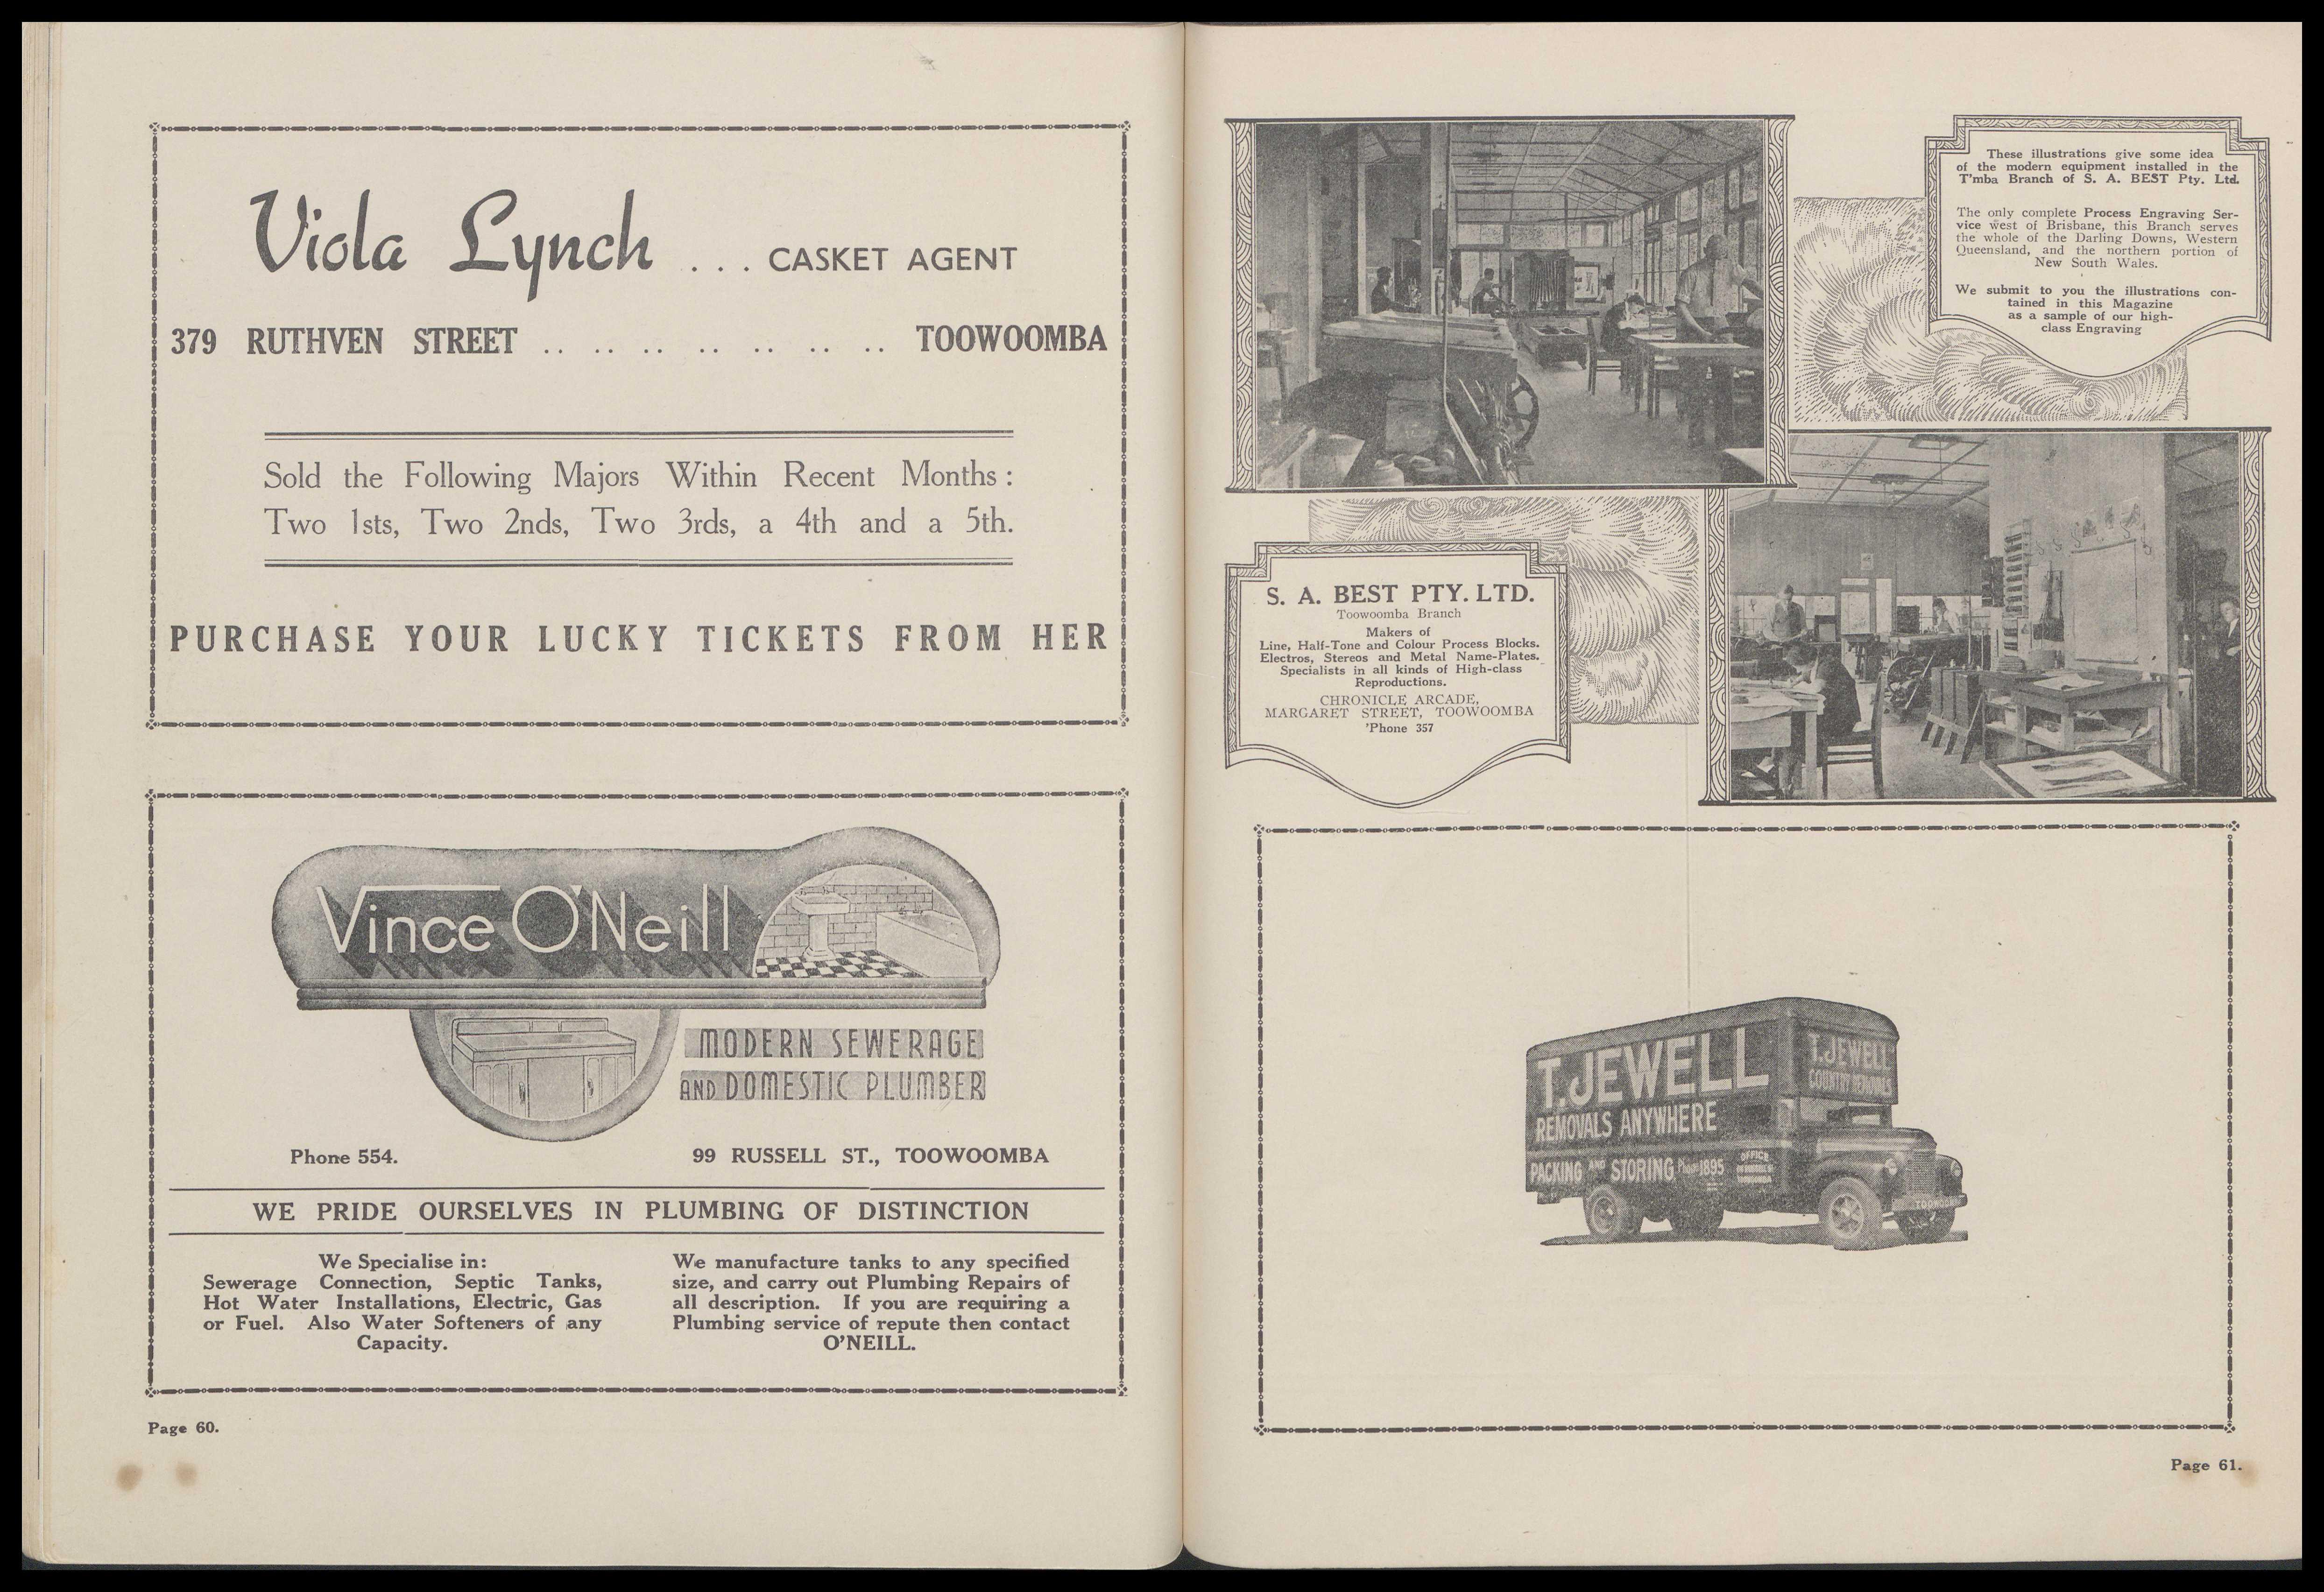 Viola Lynch ... CASKET AGENT
379 RUTHVEN STREET .. .. .. .. .. .. .. TOOWOOMBA
Sold the Following Majors Within Recent Months :
Two 1sts, Two 2nds, Two 3rds, a 4th and a 5th.
PURCHASE YOUR LUCKY TICKETS FROM HER
Vince O'Neill
MODERN SEWERAGE
AND DOMESTIC PLUMBER
Phone 554.
99 RUSSELL ST., TOOWOOMBA
WE PRIDE OURSELVES IN PLUMBING OF DISTINCTION
We Specialise in:
Sewerage Connection, Septic Tanks,
Hot Water Installations, Electric, Gas
or Fuel. Also Water Softeners of any
Capacity.
We manufacture tanks to any specified
size, and carry out Plumbing Repairs of
all description. If you are requiring a
Plumbing service of repute then contact
O'NEILL.
Page 60.
These illustrations give some idea
of the modern equipment installed in the
T'mba Branch of S. A. BEST Pty. Ltd.
The only complete Process Engraving Ser-
vice west of Brisbane, this Branch serves
the whole of the Darling Downs, Western
Queensland, and the northern portion of
New South Wales.
We submit to you the illustrations con-
tained in this Magazine
as a sample of our high-
class Engraving
S. A. BEST PTY. LTD.
Toowoomba Branch
Makers of
Line, Half-Tone and Colour Process Blocks.
Electros, Stereos and Metal Name-Plates.
Specialists in all kinds of High-class
Reproductions.
CHRONICLE ARCADE,
MARGARET STREET, TOOWOOMBA
'Phone 357
T. JEWELL
REMOVALS ANYWHERE
PACKING AND STORING Phone 1895
OFFICE
T. JEWELL
COUNTRY REMOVALS
Page 61.